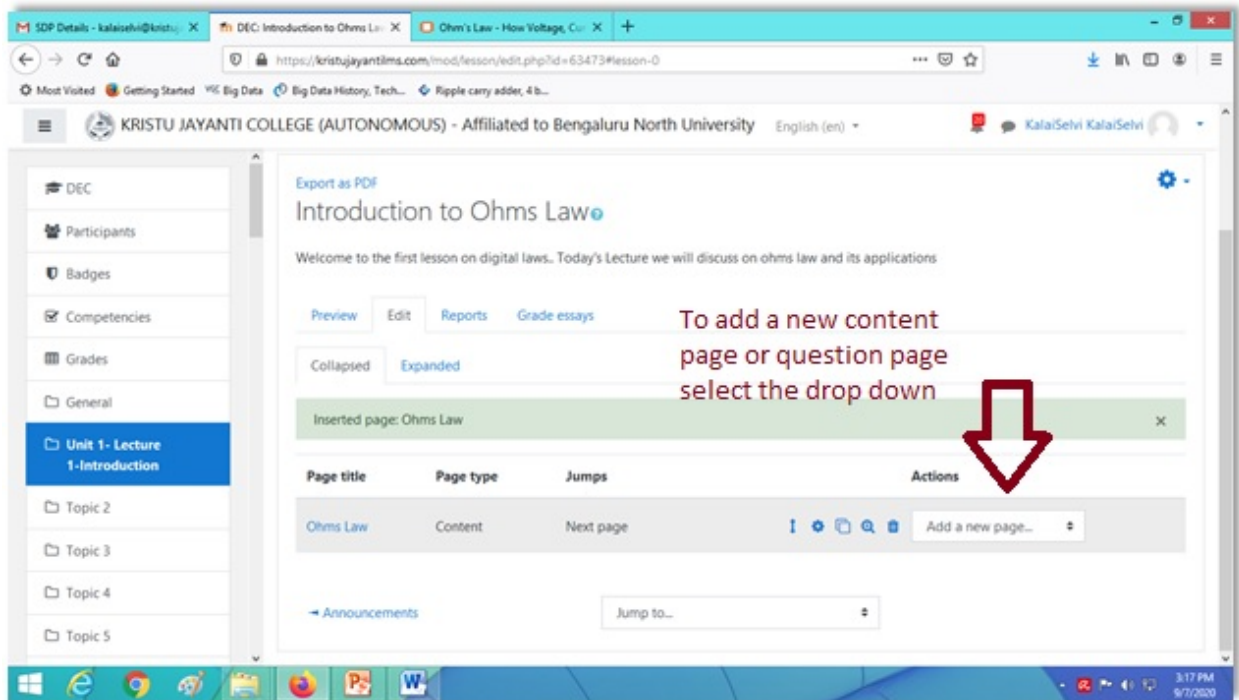 SDP Details - kalaiselvi@kristuj
DEC: Introduction to Ohms La
Ohm's Law - How Voltage, Cur
https://kristujayantilms.com/mod/lesson/edit.php?id=63473#lesson-0
Most Visited Getting Started Big Data Big Data History, Tech... Ripple carry adder, 4 b...
KRISTU JAYANTI COLLEGE (AUTONOMOUS) - Affiliated to Bengaluru North University English (en) KalaiSelvi KalaiSelvi
DEC
Participants
Badges
Competencies
Grades
General
Unit 1- Lecture
1-Introduction
Topic 2
Topic 3
Topic 4
Topic 5
Export as PDF
Introduction to Ohms Law
Welcome to the first lesson on digital laws.. Today's Lecture we will discuss on ohms law and its applications
Preview Edit Reports Grade essays
To add a new content
page or question page
select the drop down
Collapsed Expanded
Inserted page: Ohms Law
Page title Page type Jumps Actions
Ohms Law Content Next page Add a new page...
Announcements Jump to...
3:17 PM
9/7/2020